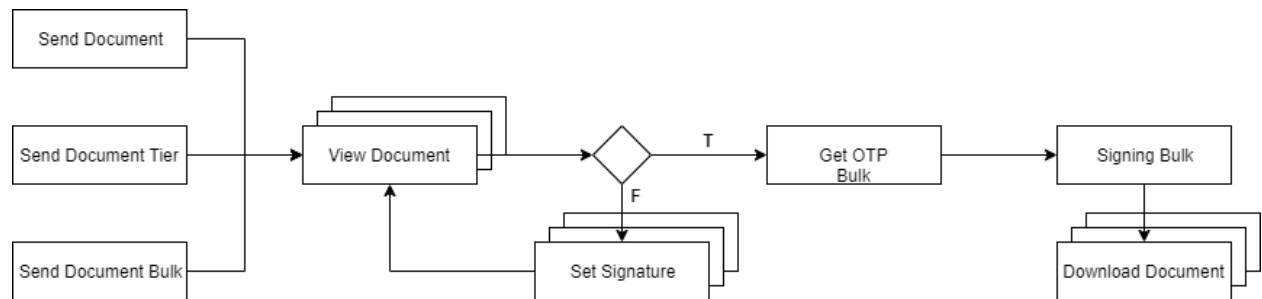 Send Document
Send Document Tier
View Document
T
Get OTP
Bulk
Signing Bulk
F
Send Document Bulk
Set Signature
Download Document